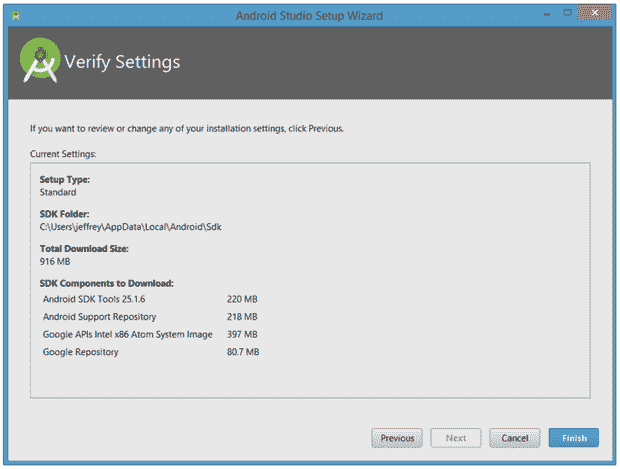 Android Studio Setup Wizard
Verify Settings
If you want to review or change any of your installation settings, click Previous.
Current Settings:
Setup Type:
Standard
SDK Folder:
C:\Users\jeffrey\AppData\Local\Android\Sdk
Total Download Size:
916 MB
SDK Components to Download:
Android SDK Tools 25.1.6 220 MB
Android Support Repository 218 MB
Google APIs Intel x86 Atom System Image 397 MB
Google Repository 80.7 MB
Previous Next Cancel Finish